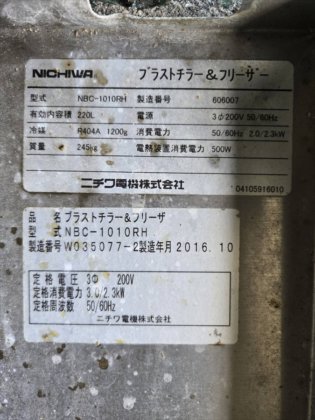 NICHIWA ブラストチラー＆フリーザー
型式 NBC-1010RH 製造番号 606007
有効内容積 220L 電源 3φ200V 50/60Hz
冷媒 R404A 1200g 消費電力 50/60Hz 2.0/2.3kW
質量 245kg 電熱装置消費電力 500W
ニチワ電機株式会社
04105916010
品名 ブラストチラー&フリーザ
型式 NBC-1010RH
製造番号 W035077-2 製造年月 2016.10
定格電圧 3Φ 200V
定格消費電力 3.0/2.3kW
定格周波数 50/60Hz
ニチワ電機株式会社